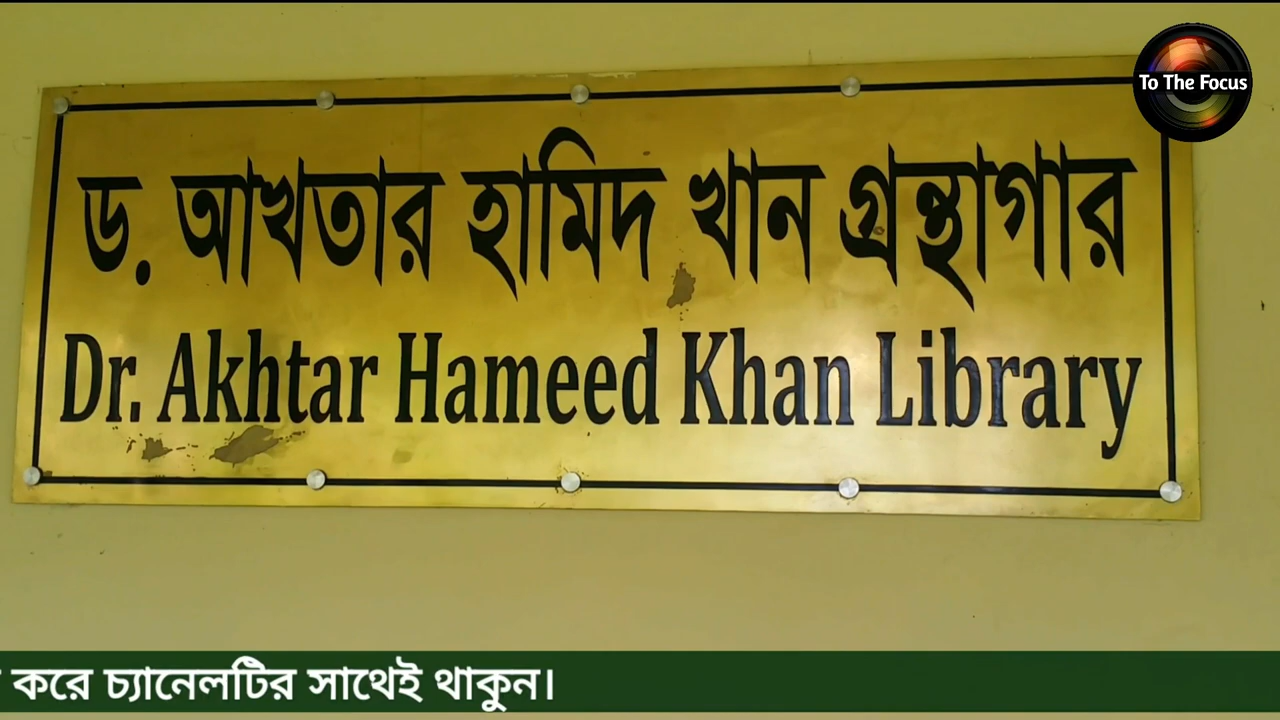 To The Focus
ড. আখতার হামিদ খান গ্রন্থাগার
Dr. Akhtar Hameed Khan Library
করে চ্যানেলটির সাথেই থাকুন।